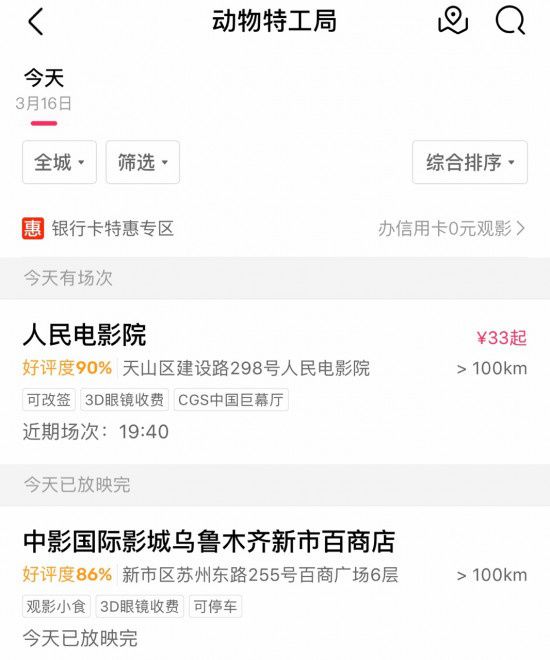 动物特工局
今天
3月16日
全城 筛选 综合排序
惠 银行卡特惠专区 办信用卡0元观影
今天有场次
人民电影院 ¥33起
好评度90% 天山区建设路298号人民电影院 > 100km
可改签 3D眼镜收费 CGS中国巨幕厅
近期场次：19:40
今天已放映完
中影国际影城乌鲁木齐新市百商店
好评度86% 新市区苏州东路255号百商广场6层 > 100km
观影小食 3D眼镜收费 可停车
今天已放映完